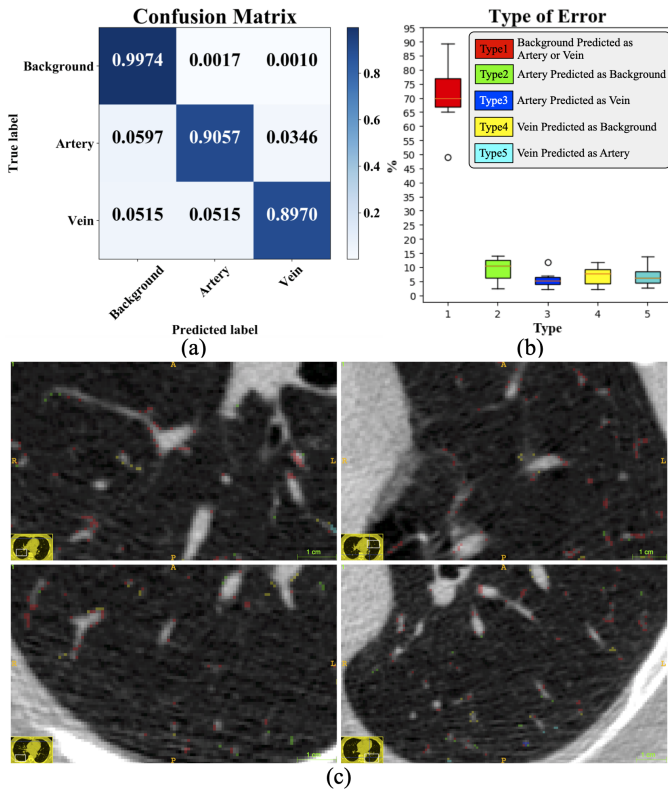 Confusion Matrix
True label
Background
0.9974
0.0017
0.0010
Artery
0.0597
0.9057
0.0346
Vein
0.0515
0.0515
0.8970
Background
Artery
Vein
Predicted label
0.8
0.6
0.4
0.2
(a)
Type of Error
%
95
90
85
80
75
70
65
60
55
50
45
40
35
30
25
20
15
10
5
0
Type1 Background Predicted as
Artery or Vein
Type2 Artery Predicted as Background
Type3 Artery Predicted as Vein
Type4 Vein Predicted as Background
Type5 Vein Predicted as Artery
1 2 3 4 5
Type
(b)
A
R
L
P
1 cm
A
L
P
1 cm
A
L
P
1 cm
A
L
P
1 cm
(c)